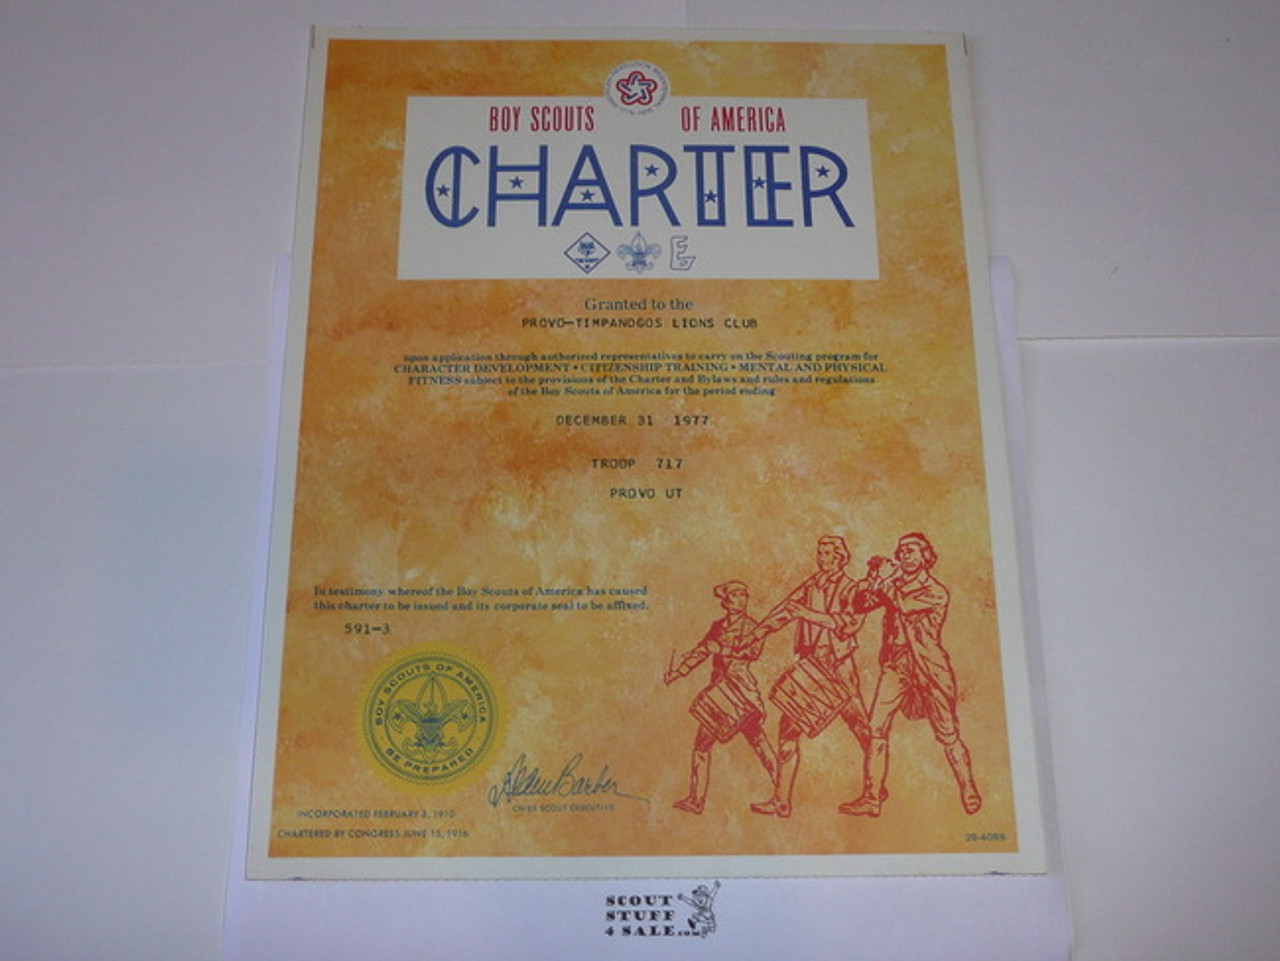 BOY SCOUTS OF AMERICA
CHARTER
Granted to the
PROVO-TIMPANOGOS LIONS CLUB
upon application through authorized representatives to carry on the Scouting program for
CHARACTER DEVELOPMENT • CITIZENSHIP TRAINING • MENTAL AND PHYSICAL
FITNESS subject to the provisions of the Charter and Bylaws and rules and regulations
of the Boy Scouts of America for the period ending
DECEMBER 31 1977
TROOP 717
PROVO UT
In testimony whereof the Boy Scouts of America has caused
this charter to be issued and its corporate seal to be affixed.
591-3
BOY SCOUTS OF AMERICA
BE PREPARED
Alden Barber
CHIEF SCOUT EXECUTIVE
INCORPORATED FEBRUARY 8, 1910
CHARTERED BY CONGRESS JUNE 15, 1916
SCOUT
STUFF
4 SALE.com